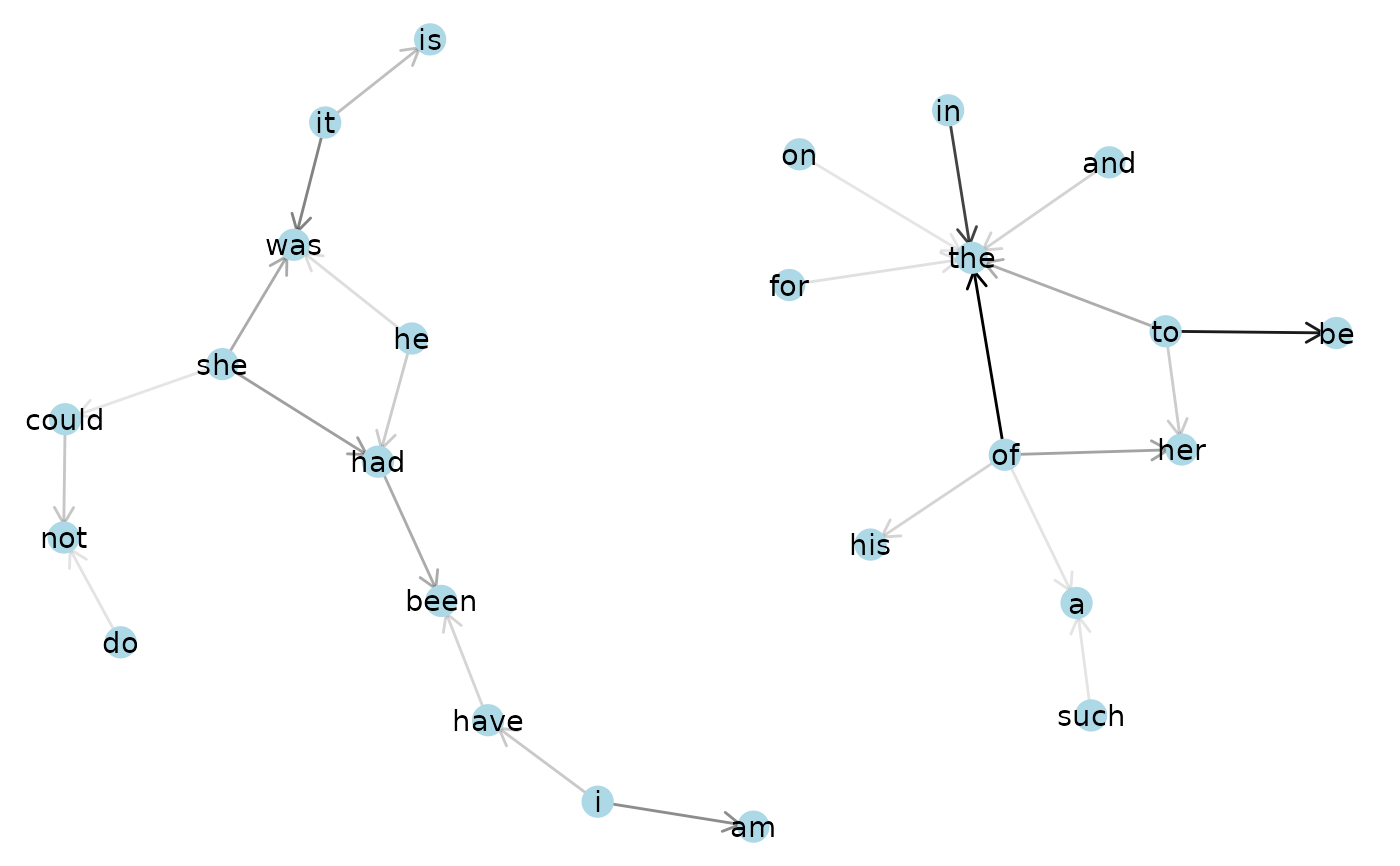 is
in
it
on
and
was
the
for
to
be
he
she
could
her
of
had
not
his
been
a
do
such
have
i
am